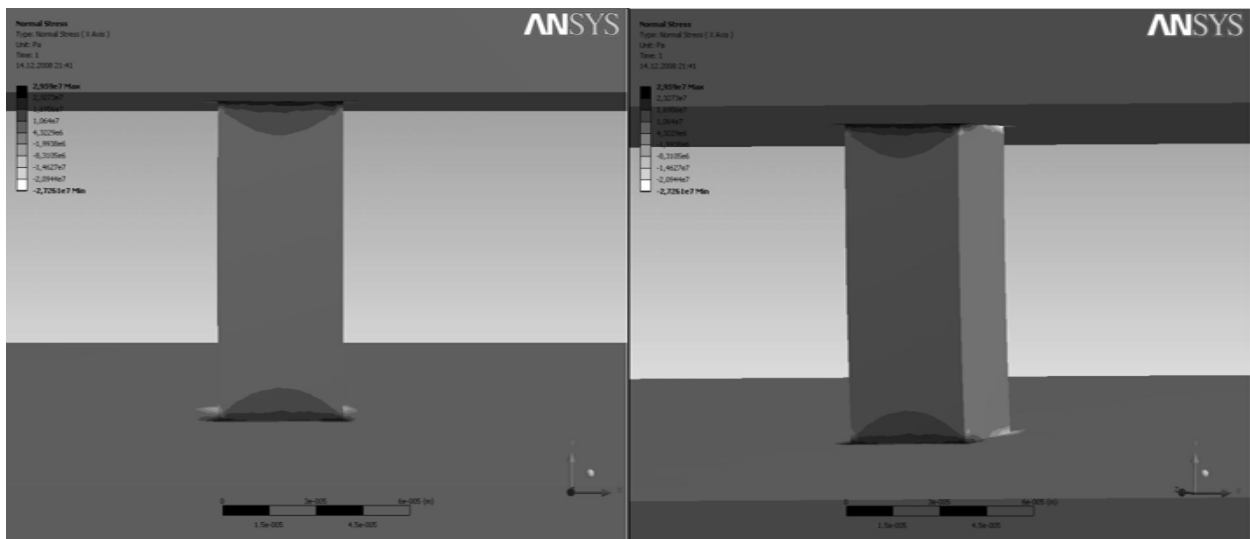 Normal Stress
Type: Normal Stress ( X Axis )
Unit: Pa
Time: 1
14.12.2008 21:41
ANSYS
2,959e7 Max
2,3273e7
1,6956e7
1,064e7
4,3229e6
-1,9938e6
-8,3105e6
-1,4627e7
-2,0944e7
-2,7261e7 Min
0 3e-005 6e-005 (m)
1.5e-005 4.5e-005
Normal Stress
Type: Normal Stress ( X Axis )
Unit: Pa
Time: 1
14.12.2008 21:41
ANSYS
2,959e7 Max
2,3273e7
1,6956e7
1,064e7
4,3229e6
-1,9938e6
-8,3105e6
-1,4627e7
-2,0944e7
-2,7261e7 Min
0 3e-005 6e-005 (m)
1.5e-005 4.5e-005